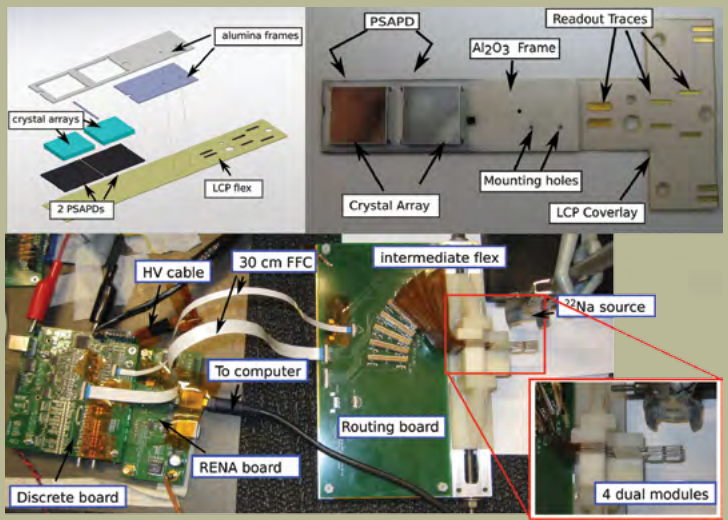 alumina frames
crystal arrays
2 PSAPDs
LCP flex
PSAPD
Al₂O₃ Frame
Readout Traces
Crystal Array
Mounting holes
LCP Coverlay
HV cable
30 cm FFC
intermediate flex
²²Na source
To computer
Routing board
RENA board
Discrete board
4 dual modules